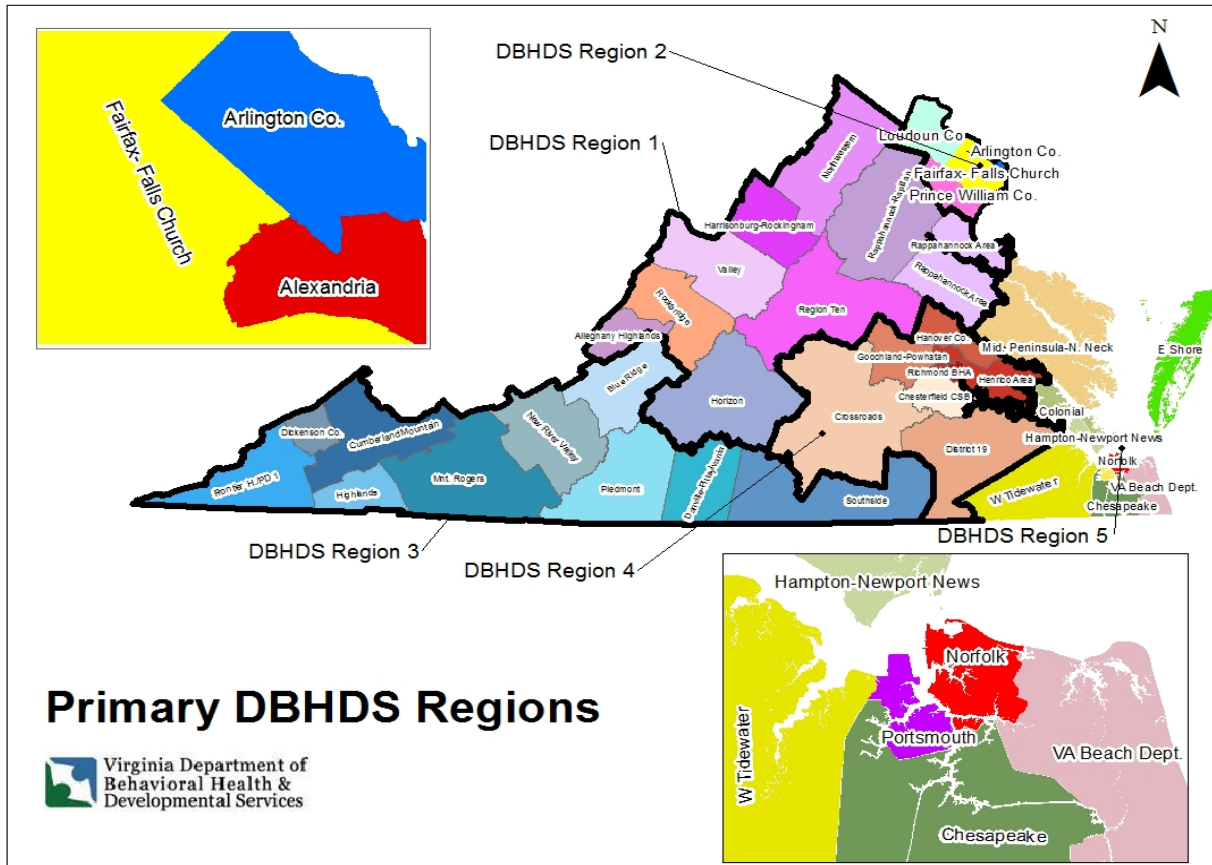 DBHDS Region 2
N
DBHDS Region 1
Fairfax- Falls Church
Arlington Co.
Alexandria
Loudoun Co.
Arlington Co.
Fairfax- Falls Church
Prince William Co.
Northwestern
Rappahannock-Rapidan
Harrisonburg-Rockingham
Rappahannock Area
Rappahannock Area
Valley
Rockbridge
Region Ten
Alleghany Highlands
Hanover Co.
Mid. Peninsula-N. Neck
E Shore
Goochland-Powhatan
Richmond BHA
Henrico Area
Blue Ridge
Horizon
Chesterfield CSB
Crossroads
Colonial
Dickenson Co.
Cumberland Mountain
New River Valley
Hampton-Newport News
District 19
Norfolk
Frontier H./PD 1
Highlands
Mnt. Rogers
Piedmont
Danville-Pittsylvania
Southside
W Tidewater
VA Beach Dept.
Chesapeake
DBHDS Region 3
DBHDS Region 4
DBHDS Region 5
Hampton-Newport News
Norfolk
Portsmouth
W Tidewater
VA Beach Dept.
Chesapeake
Primary DBHDS Regions
Virginia Department of
Behavioral Health &
Developmental Services